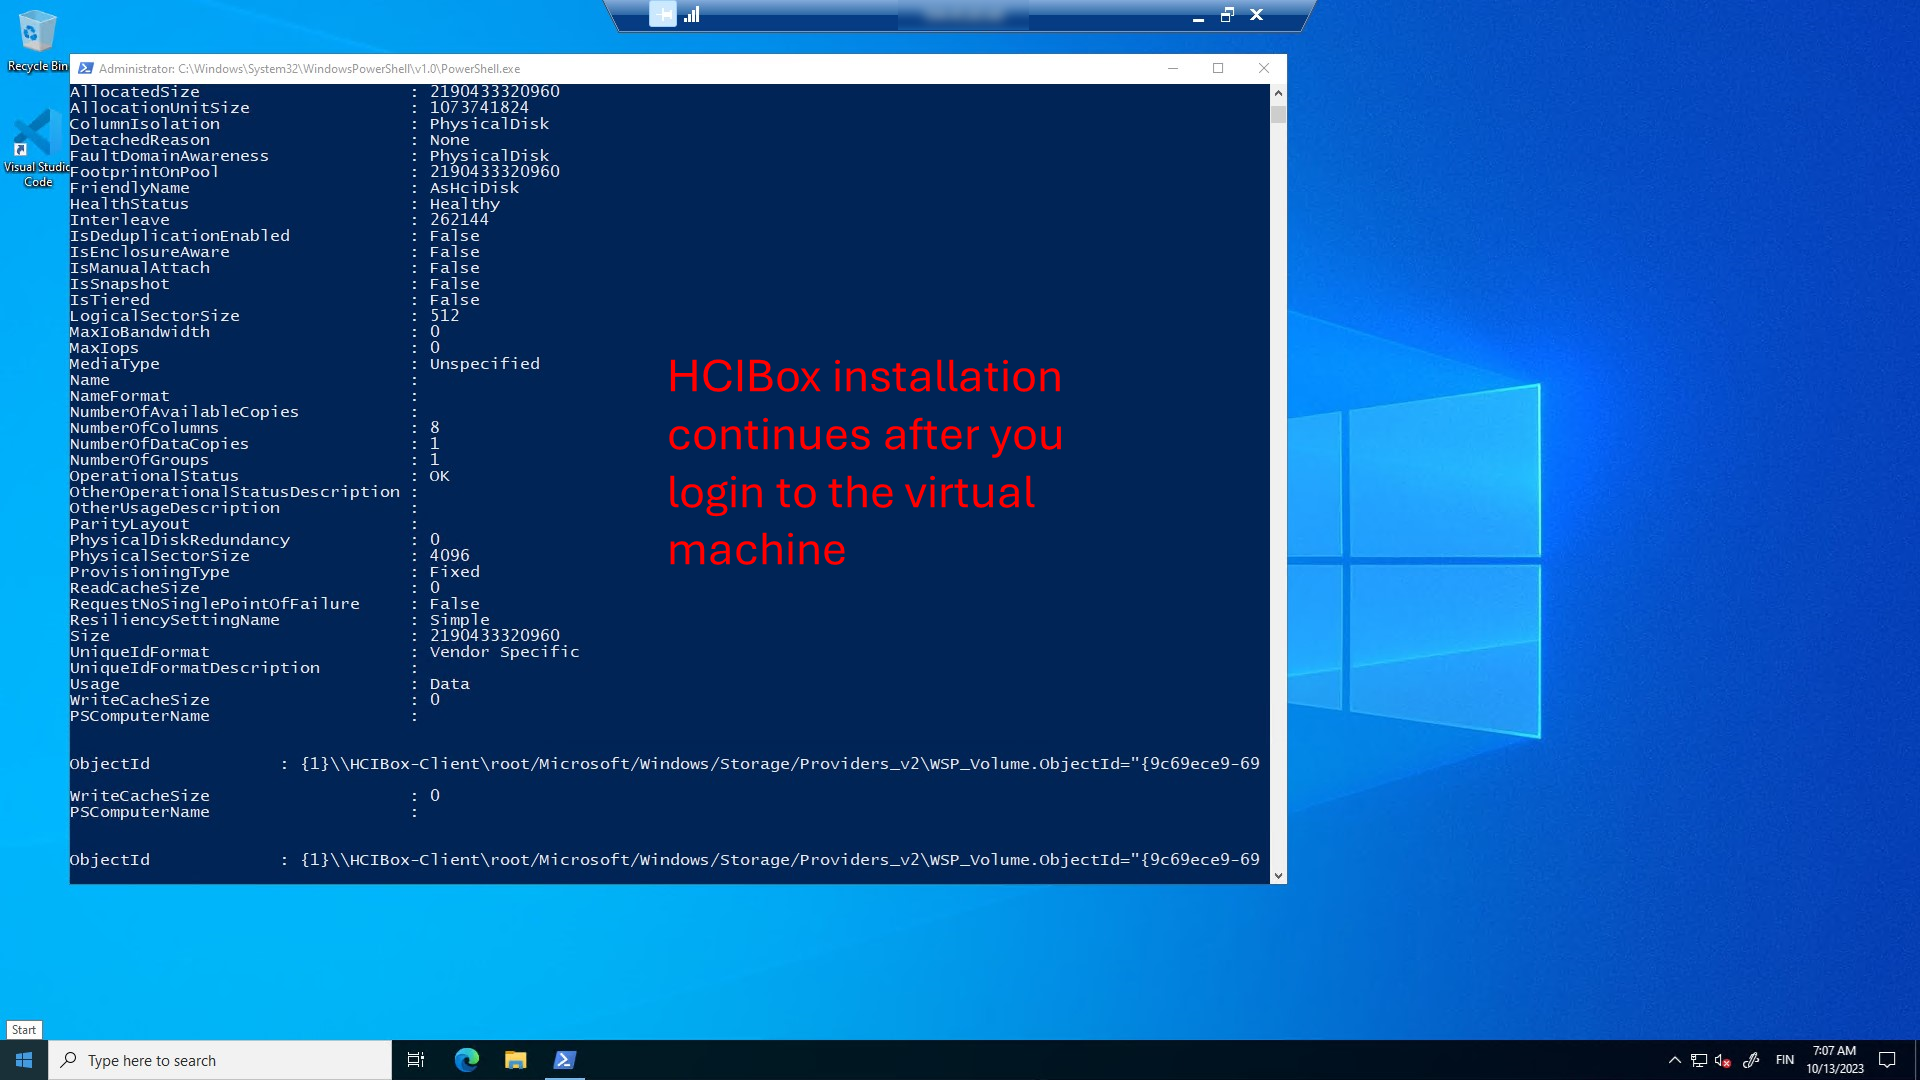 Recycle Bin
Visual Studio
Code
Administrator: C:\Windows\System32\WindowsPowerShell\v1.0\PowerShell.exe
AllocatedSize : 2190433320960
AllocationUnitSize : 1073741824
ColumnIsolation : PhysicalDisk
DetachedReason : None
FaultDomainAwareness : PhysicalDisk
FootprintOnPool : 2190433320960
FriendlyName : AsHciDisk
HealthStatus : Healthy
Interleave : 262144
IsDeduplicationEnabled : False
IsEnclosureAware : False
IsManualAttach : False
IsSnapshot : False
IsTiered : False
LogicalSectorSize : 512
MaxIoBandwidth : 0
MaxIops : 0
MediaType : Unspecified
Name :
NameFormat :
NumberOfAvailableCopies :
NumberOfColumns : 8
NumberOfDataCopies : 1
NumberOfGroups : 1
OperationalStatus : OK
OtherOperationalStatusDescription :
OtherUsageDescription :
ParityLayout :
PhysicalDiskRedundancy : 0
PhysicalSectorSize : 4096
ProvisioningType : Fixed
ReadCacheSize : 0
RequestNoSinglePointOfFailure : False
ResiliencySettingName : Simple
Size : 2190433320960
UniqueIdFormat : Vendor Specific
UniqueIdFormatDescription :
Usage : Data
WriteCacheSize : 0
PSComputerName :
ObjectId : {1}\\HCIBox-Client\root/Microsoft/Windows/Storage/Providers_v2\WSP_Volume.ObjectId="{9c69ece9-69
WriteCacheSize : 0
PSComputerName :
ObjectId : {1}\\HCIBox-Client\root/Microsoft/Windows/Storage/Providers_v2\WSP_Volume.ObjectId="{9c69ece9-69
HCIBox installation
continues after you
login to the virtual
machine
Start
Type here to search
FIN
7:07 AM
10/13/2023